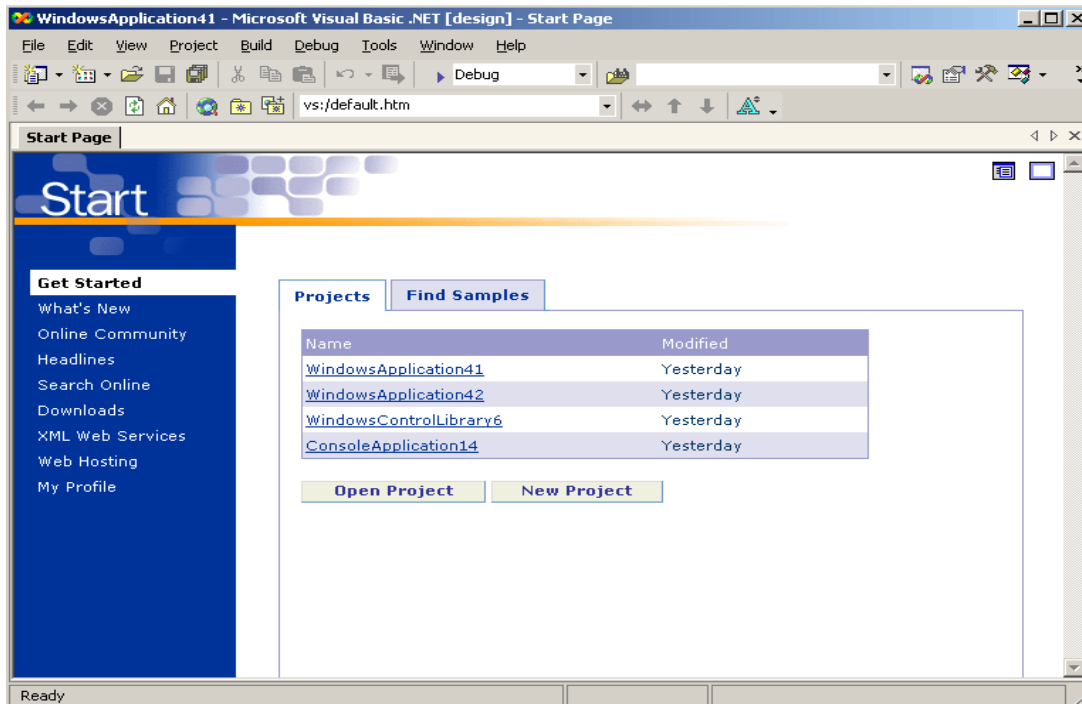 WindowsApplication41 - Microsoft Visual Basic .NET [design] - Start Page
File Edit View Project Build Debug Tools Window Help
Debug
vs:/default.htm
Start Page
Start
Get Started
What's New
Online Community
Headlines
Search Online
Downloads
XML Web Services
Web Hosting
My Profile
Projects Find Samples
Name Modified
WindowsApplication41 Yesterday
WindowsApplication42 Yesterday
WindowsControlLibrary6 Yesterday
ConsoleApplication14 Yesterday
Open Project New Project
Ready